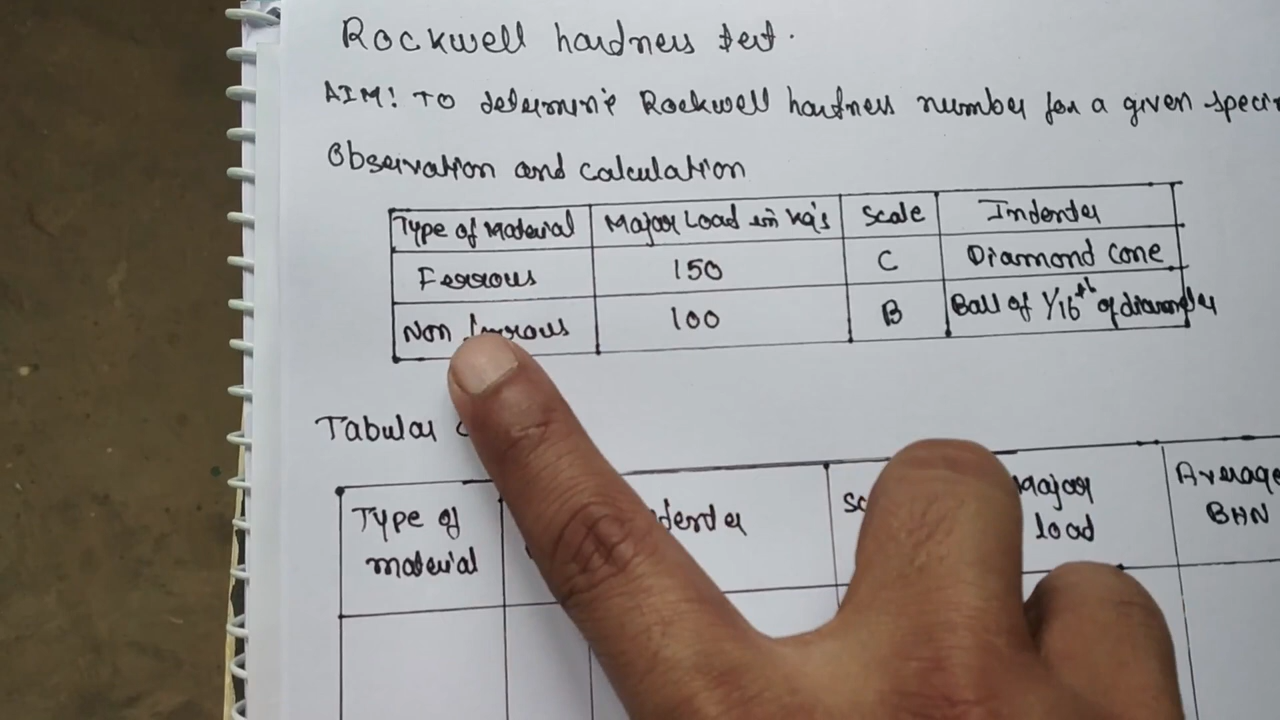 Rockwell hardness test.
AIM: To determine Rockwell hardness number for a given
Observation and calculation
Type of Material Major Load in Kg's Scale Indenter
Ferrous 150 C Diamond cone
Non ferrous 100 B Ball of 1/16th of diameter
Tabular
Type of material Major load Average BHN